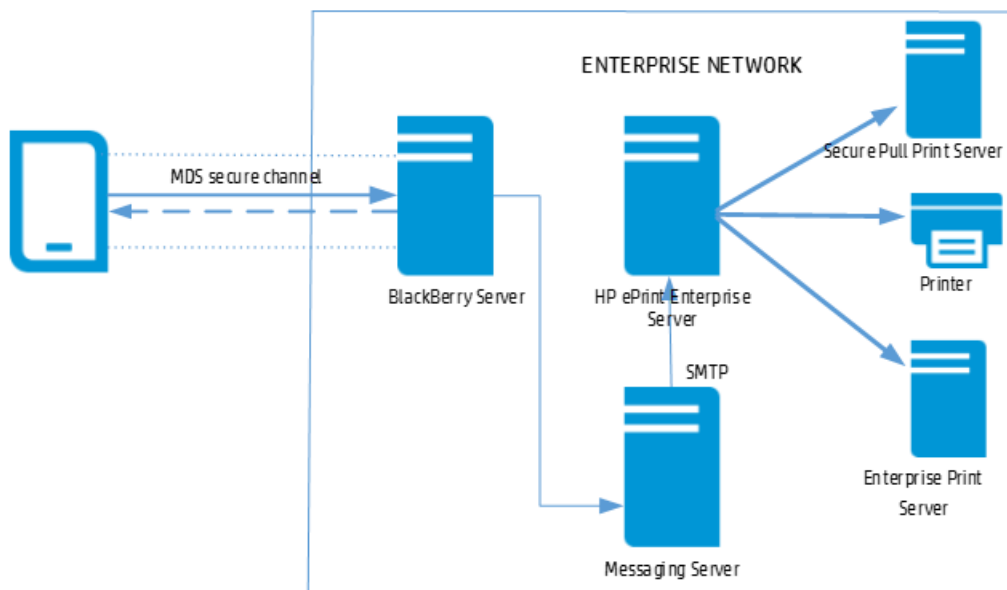 ENTERPRISE NETWORK
Secure Pull Print Server
MDS secure channel
BlackBerry Server
HP ePrint Enterprise
Server
Printer
SMTP
Enterprise Print
Server
Messaging Server